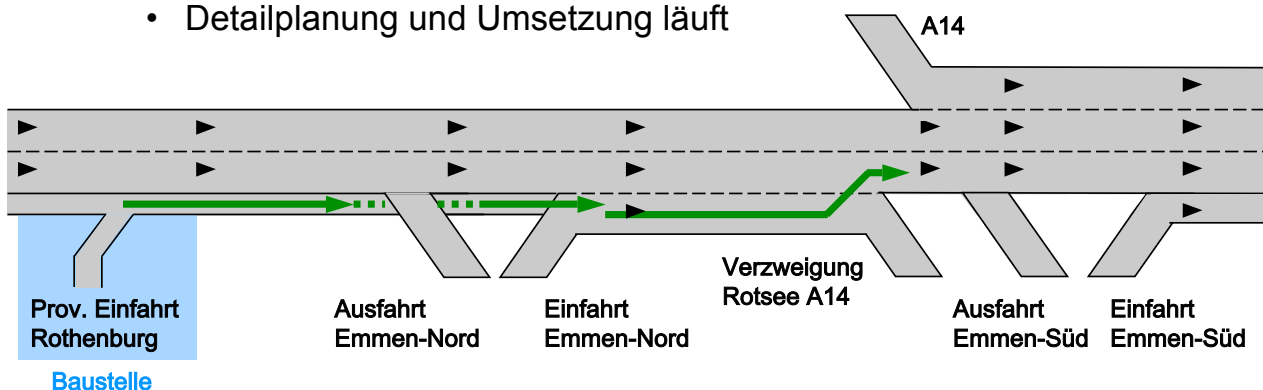 • Detailplanung und Umsetzung läuft
A14
Verzweigung
Rotsee A14
Prov. Einfahrt
Rothenburg
Ausfahrt
Emmen-Nord
Einfahrt
Emmen-Nord
Ausfahrt
Emmen-Süd
Einfahrt
Emmen-Süd
Baustelle